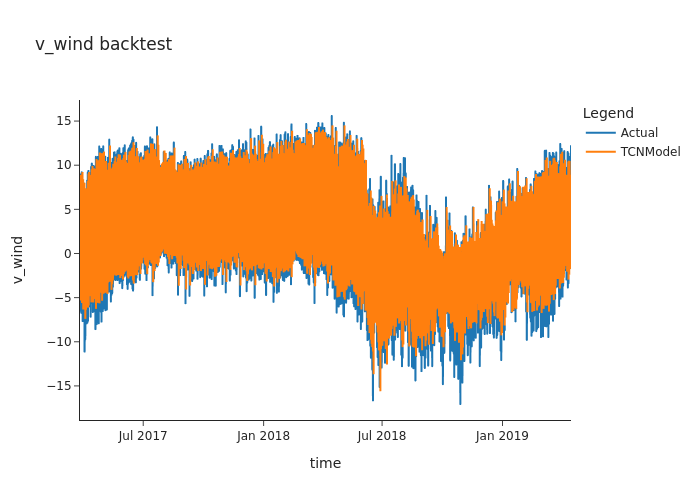 v_wind backtest
Legend
Actual
TCNModel
15
10
5
0
−5
−10
−15
v_wind
Jul 2017
Jan 2018
Jul 2018
Jan 2019
time